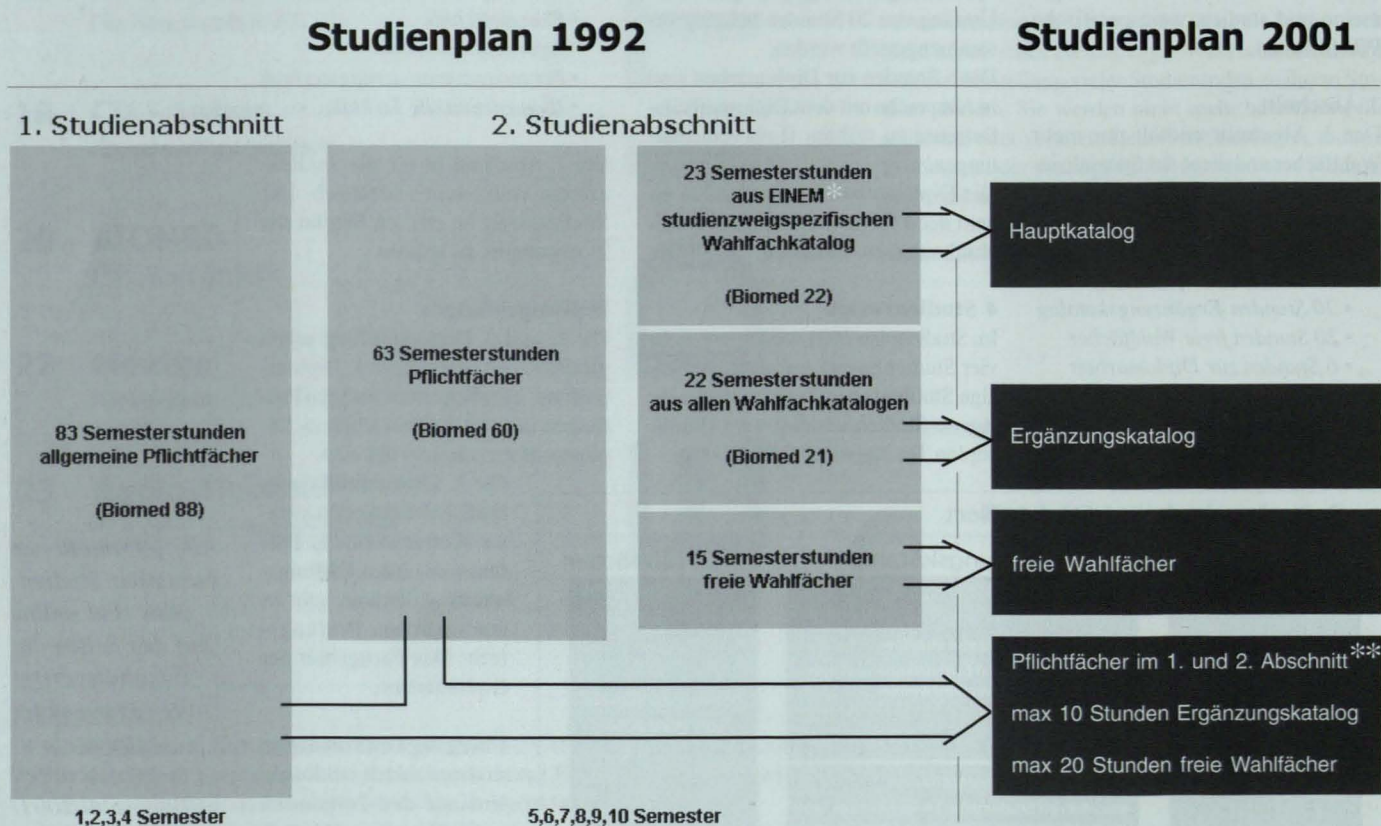 Studienplan 1992
Studienplan 2001
1. Studienabschnitt
2. Studienabschnitt
83 Semesterstunden
allgemeine Pflichtfächer
(Biomed 88)
63 Semesterstunden
Pflichtfächer
(Biomed 60)
23 Semesterstunden
aus EINEM*
studienzweigspezifischen
Wahlfachkatalog
(Biomed 22)
22 Semesterstunden
aus allen Wahlfachkatalogen
(Biomed 21)
15 Semesterstunden
freie Wahlfächer
Hauptkatalog
Ergänzungskatalog
freie Wahlfächer
Pflichtfächer im 1. und 2. Abschnitt**
max 10 Stunden Ergänzungskatalog
max 20 Stunden freie Wahlfächer
1,2,3,4 Semester
5,6,7,8,9,10 Semester